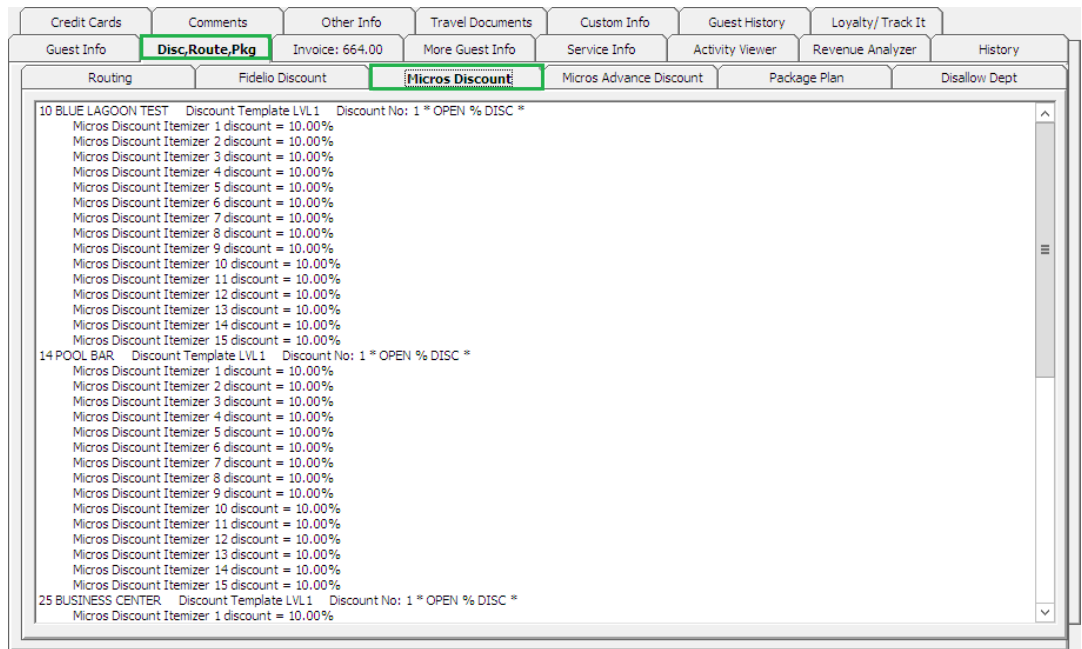 Credit Cards Comments Other Info Travel Documents Custom Info Guest History Loyalty/ Track It
Guest Info Disc,Route,Pkg Invoice: 664.00 More Guest Info Service Info Activity Viewer Revenue Analyzer History
Routing Fidelio Discount Micros Discount Micros Advance Discount Package Plan Disallow Dept
10 BLUE LAGOON TEST Discount Template LVL1 Discount No: 1 * OPEN % DISC *
Micros Discount Itemizer 1 discount = 10.00%
Micros Discount Itemizer 2 discount = 10.00%
Micros Discount Itemizer 3 discount = 10.00%
Micros Discount Itemizer 4 discount = 10.00%
Micros Discount Itemizer 5 discount = 10.00%
Micros Discount Itemizer 6 discount = 10.00%
Micros Discount Itemizer 7 discount = 10.00%
Micros Discount Itemizer 8 discount = 10.00%
Micros Discount Itemizer 9 discount = 10.00%
Micros Discount Itemizer 10 discount = 10.00%
Micros Discount Itemizer 11 discount = 10.00%
Micros Discount Itemizer 12 discount = 10.00%
Micros Discount Itemizer 13 discount = 10.00%
Micros Discount Itemizer 14 discount = 10.00%
Micros Discount Itemizer 15 discount = 10.00%
14 POOL BAR Discount Template LVL1 Discount No: 1 * OPEN % DISC *
Micros Discount Itemizer 1 discount = 10.00%
Micros Discount Itemizer 2 discount = 10.00%
Micros Discount Itemizer 3 discount = 10.00%
Micros Discount Itemizer 4 discount = 10.00%
Micros Discount Itemizer 5 discount = 10.00%
Micros Discount Itemizer 6 discount = 10.00%
Micros Discount Itemizer 7 discount = 10.00%
Micros Discount Itemizer 8 discount = 10.00%
Micros Discount Itemizer 9 discount = 10.00%
Micros Discount Itemizer 10 discount = 10.00%
Micros Discount Itemizer 11 discount = 10.00%
Micros Discount Itemizer 12 discount = 10.00%
Micros Discount Itemizer 13 discount = 10.00%
Micros Discount Itemizer 14 discount = 10.00%
Micros Discount Itemizer 15 discount = 10.00%
25 BUSINESS CENTER Discount Template LVL1 Discount No: 1 * OPEN % DISC *
Micros Discount Itemizer 1 discount = 10.00%